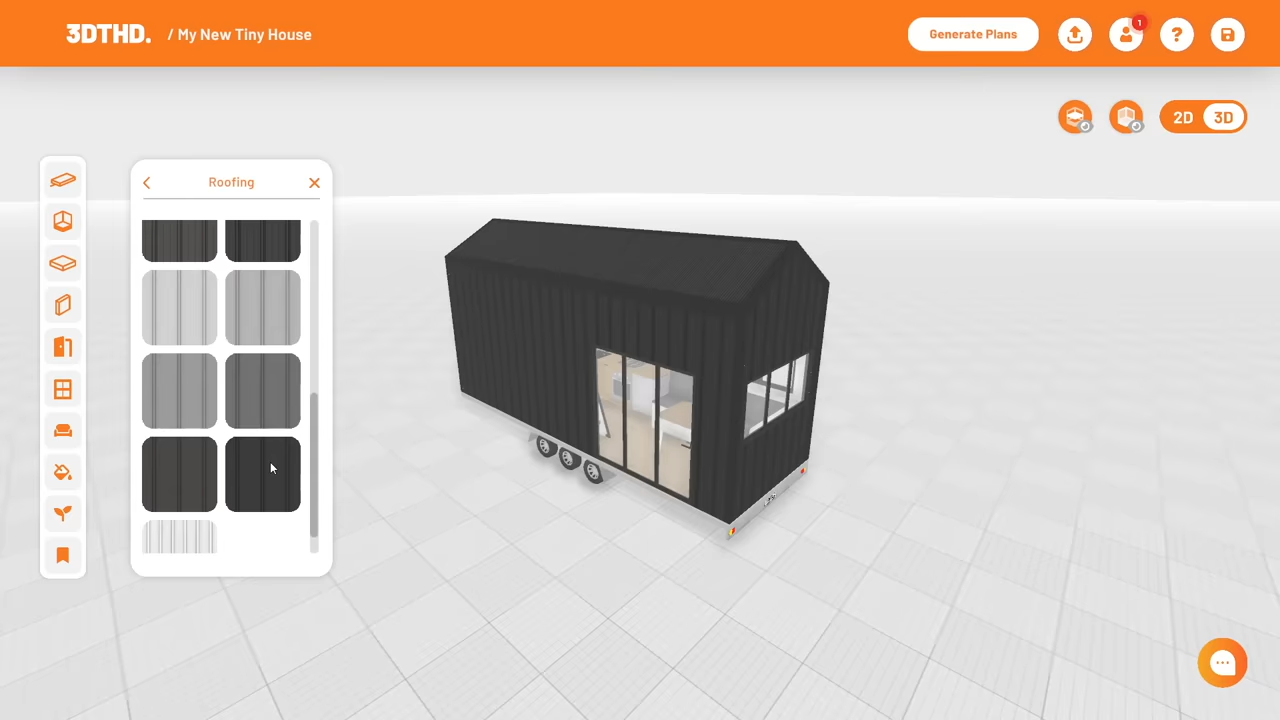 3DTHD. / My New Tiny House
Generate Plans
1
?
2D 3D
Roofing